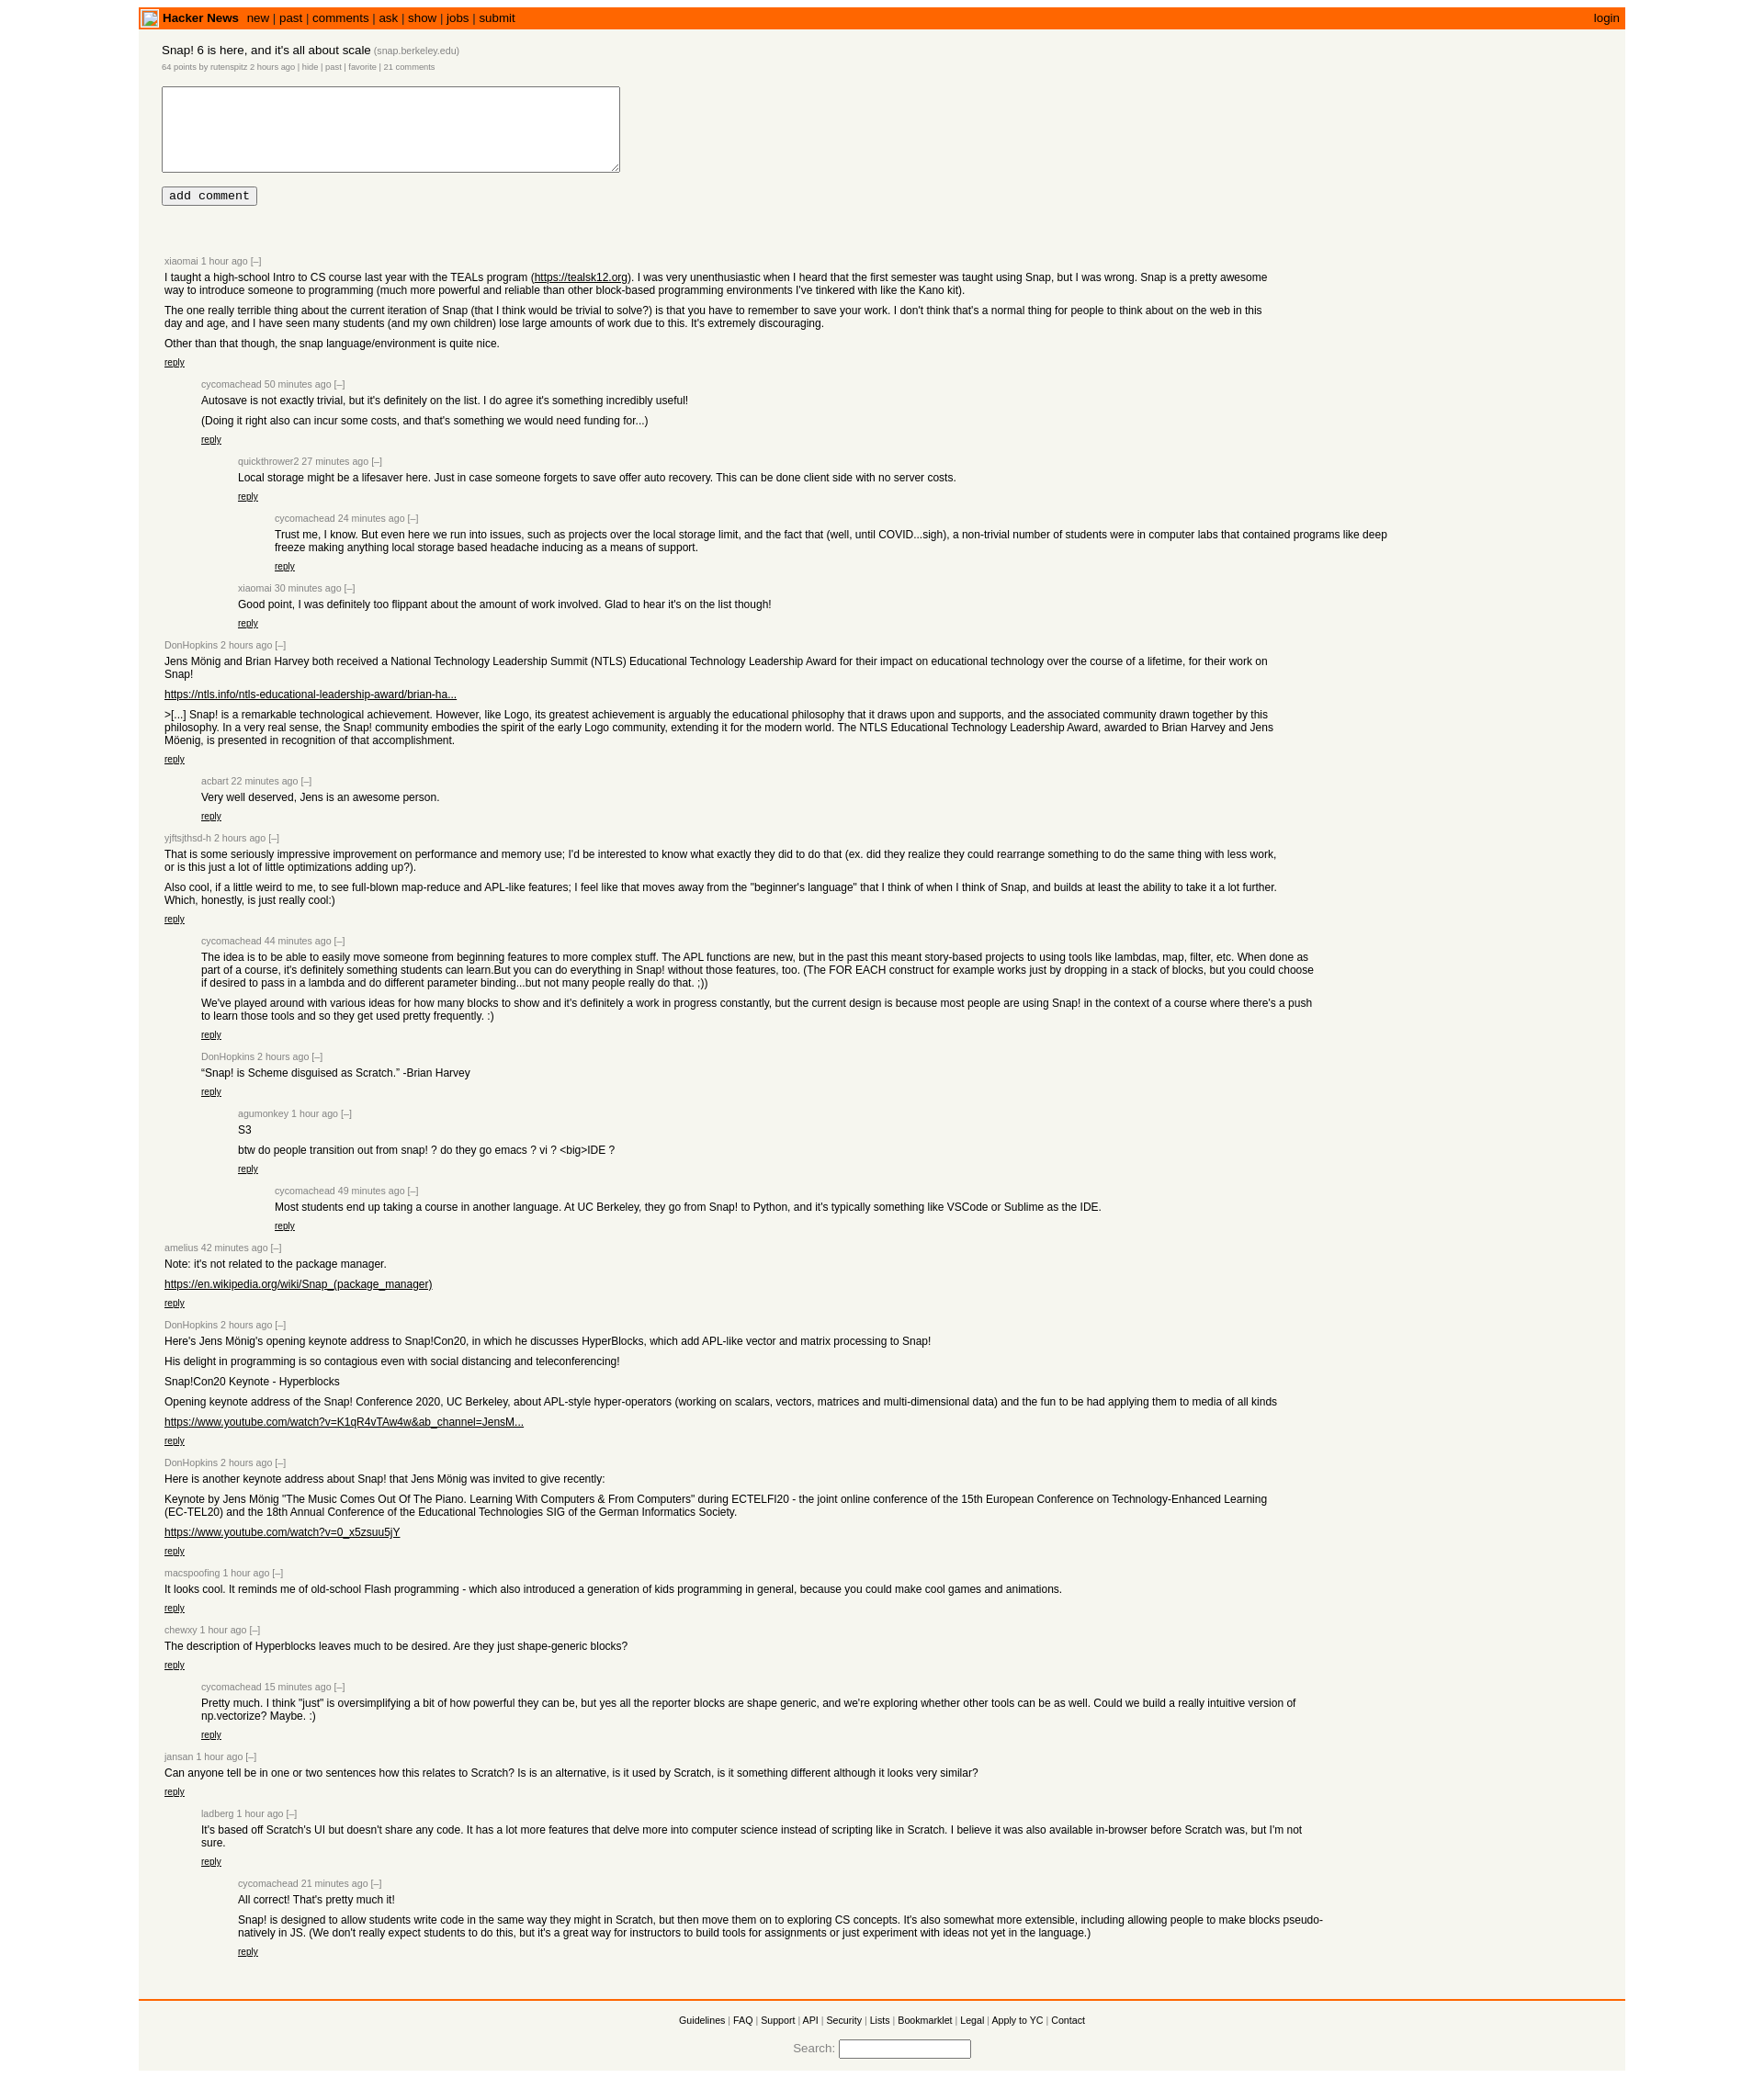 Hacker News new | past | comments | ask | show | jobs | submit login
Snap! 6 is here, and it's all about scale (snap.berkeley.edu)
64 points by rutenspitz 2 hours ago | hide | past | favorite | 21 comments
add comment
xiaomai 1 hour ago [–]
I taught a high-school Intro to CS course last year with the TEALs program (https://tealsk12.org). I was very unenthusiastic when I heard that the first semester was taught using Snap, but I was wrong. Snap is a pretty awesome
way to introduce someone to programming (much more powerful and reliable than other block-based programming environments I've tinkered with like the Kano kit).
The one really terrible thing about the current iteration of Snap (that I think would be trivial to solve?) is that you have to remember to save your work. I don't think that's a normal thing for people to think about on the web in this
day and age, and I have seen many students (and my own children) lose large amounts of work due to this. It's extremely discouraging.
Other than that though, the snap language/environment is quite nice.
reply
cycomachead 50 minutes ago [–]
Autosave is not exactly trivial, but it's definitely on the list. I do agree it's something incredibly useful!
(Doing it right also can incur some costs, and that's something we would need funding for...)
reply
quickthrower2 27 minutes ago [–]
Local storage might be a lifesaver here. Just in case someone forgets to save offer auto recovery. This can be done client side with no server costs.
reply
cycomachead 24 minutes ago [–]
Trust me, I know. But even here we run into issues, such as projects over the local storage limit, and the fact that (well, until COVID...sigh), a non-trivial number of students were in computer labs that contained programs like deep
freeze making anything local storage based headache inducing as a means of support.
reply
xiaomai 30 minutes ago [–]
Good point, I was definitely too flippant about the amount of work involved. Glad to hear it's on the list though!
reply
DonHopkins 2 hours ago [–]
Jens Mönig and Brian Harvey both received a National Technology Leadership Summit (NTLS) Educational Technology Leadership Award for their impact on educational technology over the course of a lifetime, for their work on
Snap!
https://ntls.info/ntls-educational-leadership-award/brian-ha...
>[...] Snap! is a remarkable technological achievement. However, like Logo, its greatest achievement is arguably the educational philosophy that it draws upon and supports, and the associated community drawn together by this
philosophy. In a very real sense, the Snap! community embodies the spirit of the early Logo community, extending it for the modern world. The NTLS Educational Technology Leadership Award, awarded to Brian Harvey and Jens
Möenig, is presented in recognition of that accomplishment.
reply
acbart 22 minutes ago [–]
Very well deserved, Jens is an awesome person.
reply
yjftsjthsd-h 2 hours ago [–]
That is some seriously impressive improvement on performance and memory use; I'd be interested to know what exactly they did to do that (ex. did they realize they could rearrange something to do the same thing with less work,
or is this just a lot of little optimizations adding up?).
Also cool, if a little weird to me, to see full-blown map-reduce and APL-like features; I feel like that moves away from the "beginner's language" that I think of when I think of Snap, and builds at least the ability to take it a lot further.
Which, honestly, is just really cool:)
reply
cycomachead 44 minutes ago [–]
The idea is to be able to easily move someone from beginning features to more complex stuff. The APL functions are new, but in the past this meant story-based projects to using tools like lambdas, map, filter, etc. When done as
part of a course, it's definitely something students can learn.But you can do everything in Snap! without those features, too. (The FOR EACH construct for example works just by dropping in a stack of blocks, but you could choose
if desired to pass in a lambda and do different parameter binding...but not many people really do that. ;))
We've played around with various ideas for how many blocks to show and it's definitely a work in progress constantly, but the current design is because most people are using Snap! in the context of a course where there's a push
to learn those tools and so they get used pretty frequently. :)
reply
DonHopkins 2 hours ago [–]
“Snap! is Scheme disguised as Scratch.” -Brian Harvey
reply
agumonkey 1 hour ago [–]
S3
btw do people transition out from snap! ? do they go emacs ? vi ? <big>IDE ?
reply
cycomachead 49 minutes ago [–]
Most students end up taking a course in another language. At UC Berkeley, they go from Snap! to Python, and it's typically something like VSCode or Sublime as the IDE.
reply
amelius 42 minutes ago [–]
Note: it's not related to the package manager.
https://en.wikipedia.org/wiki/Snap_(package_manager)
reply
DonHopkins 2 hours ago [–]
Here's Jens Mönig's opening keynote address to Snap!Con20, in which he discusses HyperBlocks, which add APL-like vector and matrix processing to Snap!
His delight in programming is so contagious even with social distancing and teleconferencing!
Snap!Con20 Keynote - Hyperblocks
Opening keynote address of the Snap! Conference 2020, UC Berkeley, about APL-style hyper-operators (working on scalars, vectors, matrices and multi-dimensional data) and the fun to be had applying them to media of all kinds
https://www.youtube.com/watch?v=K1qR4vTAw4w&ab_channel=JensM...
reply
DonHopkins 2 hours ago [–]
Here is another keynote address about Snap! that Jens Mönig was invited to give recently:
Keynote by Jens Mönig "The Music Comes Out Of The Piano. Learning With Computers & From Computers" during ECTELFI20 - the joint online conference of the 15th European Conference on Technology-Enhanced Learning
(EC-TEL20) and the 18th Annual Conference of the Educational Technologies SIG of the German Informatics Society.
https://www.youtube.com/watch?v=0_x5zsuu5jY
reply
macspoofing 1 hour ago [–]
It looks cool. It reminds me of old-school Flash programming - which also introduced a generation of kids programming in general, because you could make cool games and animations.
reply
chewxy 1 hour ago [–]
The description of Hyperblocks leaves much to be desired. Are they just shape-generic blocks?
reply
cycomachead 15 minutes ago [–]
Pretty much. I think "just" is oversimplifying a bit of how powerful they can be, but yes all the reporter blocks are shape generic, and we're exploring whether other tools can be as well. Could we build a really intuitive version of
np.vectorize? Maybe. :)
reply
jansan 1 hour ago [–]
Can anyone tell be in one or two sentences how this relates to Scratch? Is is an alternative, is it used by Scratch, is it something different although it looks very similar?
reply
ladberg 1 hour ago [–]
It's based off Scratch's UI but doesn't share any code. It has a lot more features that delve more into computer science instead of scripting like in Scratch. I believe it was also available in-browser before Scratch was, but I'm not
sure.
reply
cycomachead 21 minutes ago [–]
All correct! That's pretty much it!
Snap! is designed to allow students write code in the same way they might in Scratch, but then move them on to exploring CS concepts. It's also somewhat more extensible, including allowing people to make blocks pseudo-
natively in JS. (We don't really expect students to do this, but it's a great way for instructors to build tools for assignments or just experiment with ideas not yet in the language.)
reply
Guidelines | FAQ | Support | API | Security | Lists | Bookmarklet | Legal | Apply to YC | Contact
Search: